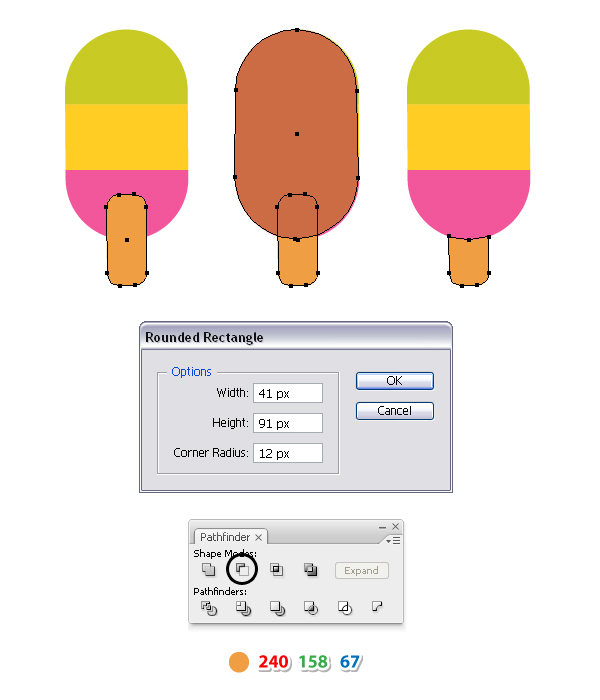 Rounded Rectangle
Options
Width: 41 px
OK
Height: 91 px
Cancel
Corner Radius: 12 px
Pathfinder
Shape Modes:
Expand
Pathfinders:
240 158 67